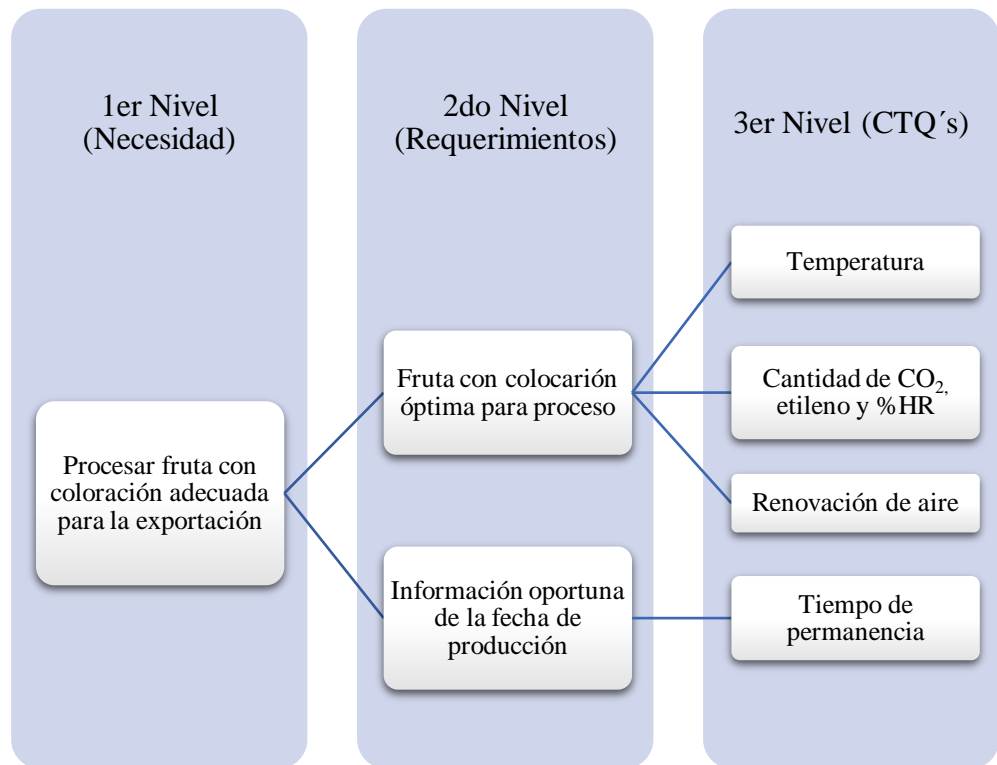 1er Nivel
(Necesidad)
Procesar fruta con
coloración adecuada
para la exportación
2do Nivel
(Requerimientos)
Fruta con colocarión
óptima para proceso
Información oportuna
de la fecha de
producción
3er Nivel (CTQ´s)
Temperatura
Cantidad de CO₂,
etileno y %HR
Renovación de aire
Tiempo de
permanencia